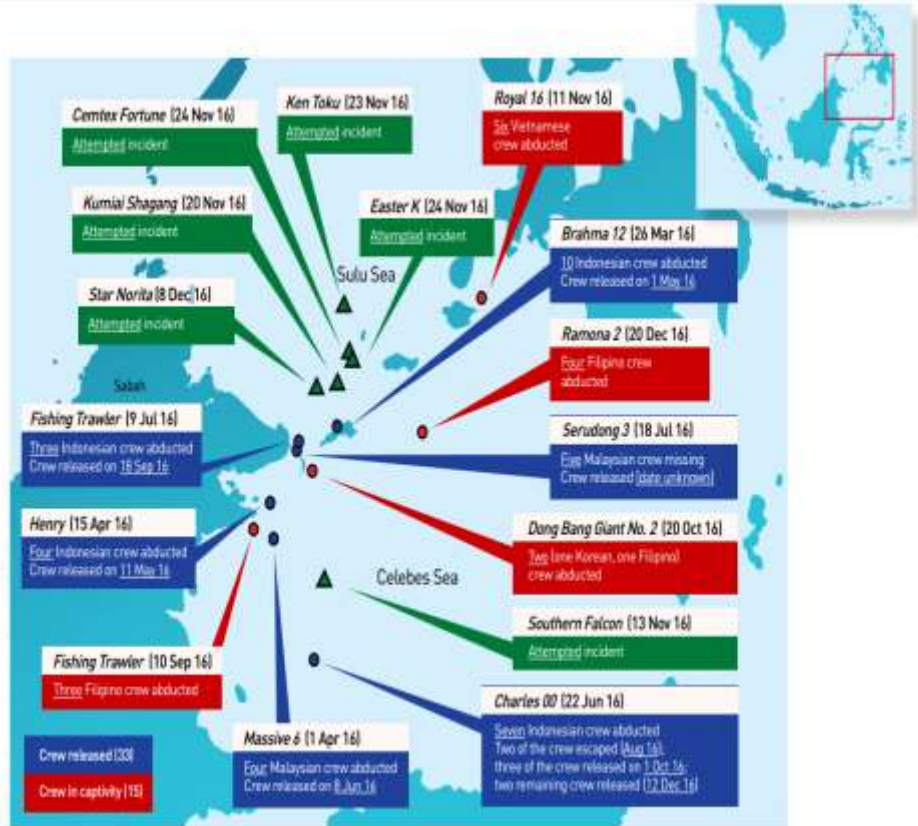 Cemtex Fortune (24 Nov 16)
Attempted incident
Ken Toku (23 Nov 16)
Attempted incident
Royal 16 (11 Nov 16)
Six Vietnamese
crew abducted
Kumiai Shagang (20 Nov 16)
Attempted incident
Easter K (24 Nov 16)
Attempted incident
Brahma 12 (26 Mar 16)
10 Indonesian crew abducted
Crew released on 1 May 16
Sulu Sea
Star Norita (8 Dec 16)
Attempted incident
Ramona 2 (20 Dec 16)
Four Filipino crew
abducted
Sabah
Fishing Trawler (9 Jul 16)
Three Indonesian crew abducted
Crew released on 18 Sep 16
Serudong 3 (18 Jul 16)
Five Malaysian crew missing
Crew released (date unknown)
Henry (15 Apr 16)
Four Indonesian crew abducted
Crew released on 11 May 16
Dong Bang Giant No. 2 (20 Oct 16)
Two (one Korean, one Filipino)
crew abducted
Celebes Sea
Southern Falcon (13 Nov 16)
Attempted incident
Fishing Trawler (10 Sep 16)
Three Filipino crew abducted
Charles 00 (22 Jun 16)
Seven Indonesian crew abducted
Two of the crew escaped (Aug 16);
three of the crew released on 1 Oct 16;
two remaining crew released (12 Dec 16)
Massive 6 (1 Apr 16)
Four Malaysian crew abducted
Crew released on 8 Jun 16
Crew released (33)
Crew in captivity (15)